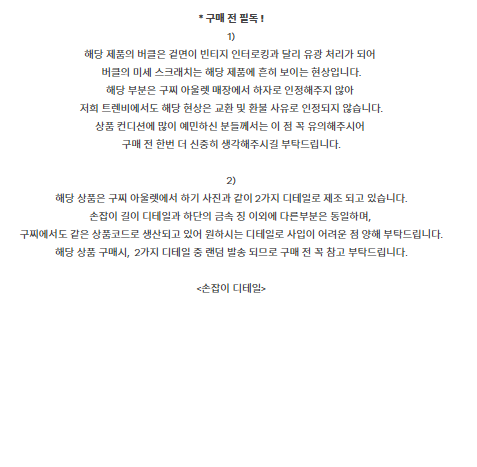 * 구매 전 필독 !
1)
해당 제품의 버클은 겉면이 빈티지 인터로킹과 달리 유광 처리가 되어
버클의 미세 스크래치는 해당 제품에 흔히 보이는 현상입니다.
해당 부분은 구찌 아울렛 매장에서 하자로 인정해주지 않아
저희 트렌비에서도 해당 현상은 교환 및 환불 사유로 인정되지 않습니다.
상품 컨디션에 많이 예민하신 분들께서는 이 점 꼭 유의해주시어
구매 전 한번 더 신중히 생각해주시길 부탁드립니다.
2)
해당 상품은 구찌 아울렛에서 하기 사진과 같이 2가지 디테일로 제조 되고 있습니다.
손잡이 길이 디테일과 하단의 금속 징 이외에 다른부분은 동일하며,
구찌에서도 같은 상품코드로 생산되고 있어 원하시는 디테일로 사입이 어려운 점 양해 부탁드립니다.
해당 상품 구매시, 2가지 디테일 중 랜덤 발송 되므로 구매 전 꼭 참고 부탁드립니다.
<손잡이 디테일>